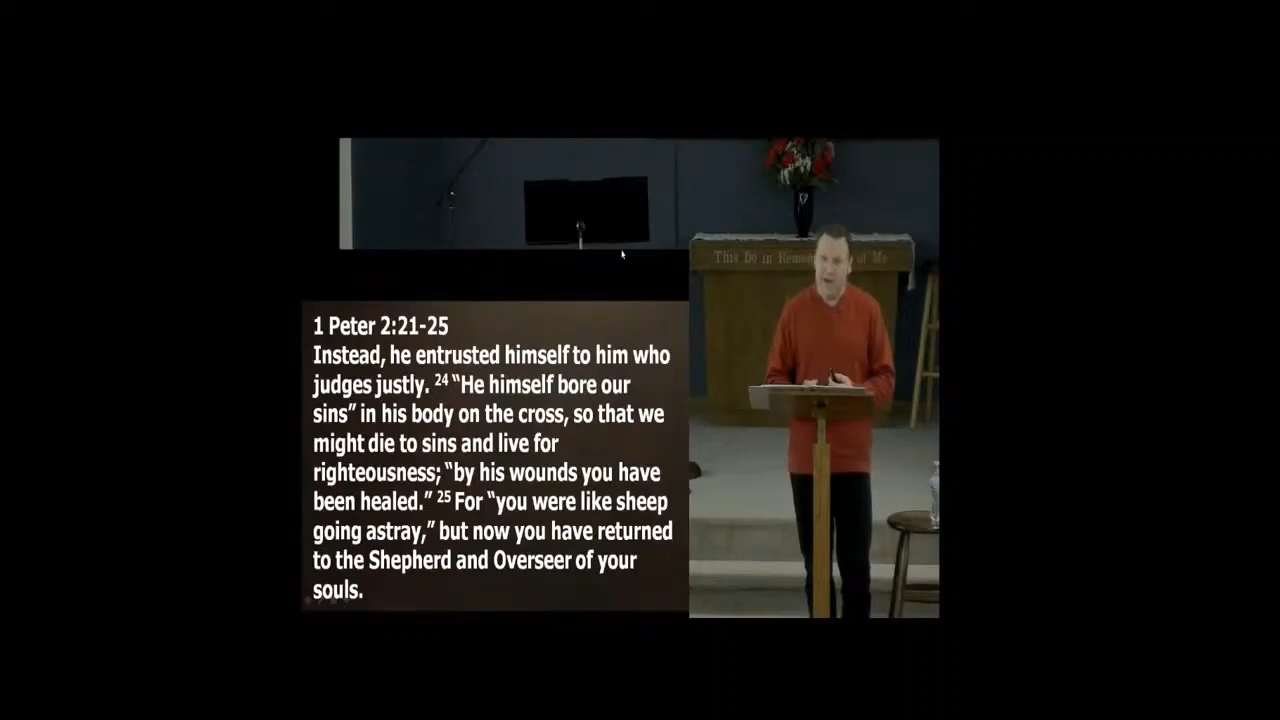 This Do in Remem of Me
1 Peter 2:21-25
Instead, he entrusted himself to him who
judges justly. 24 “He himself bore our
sins” in his body on the cross, so that we
might die to sins and live for
righteousness; “by his wounds you have
been healed.” 25 For “you were like sheep
going astray,” but now you have returned
to the Shepherd and Overseer of your
souls.